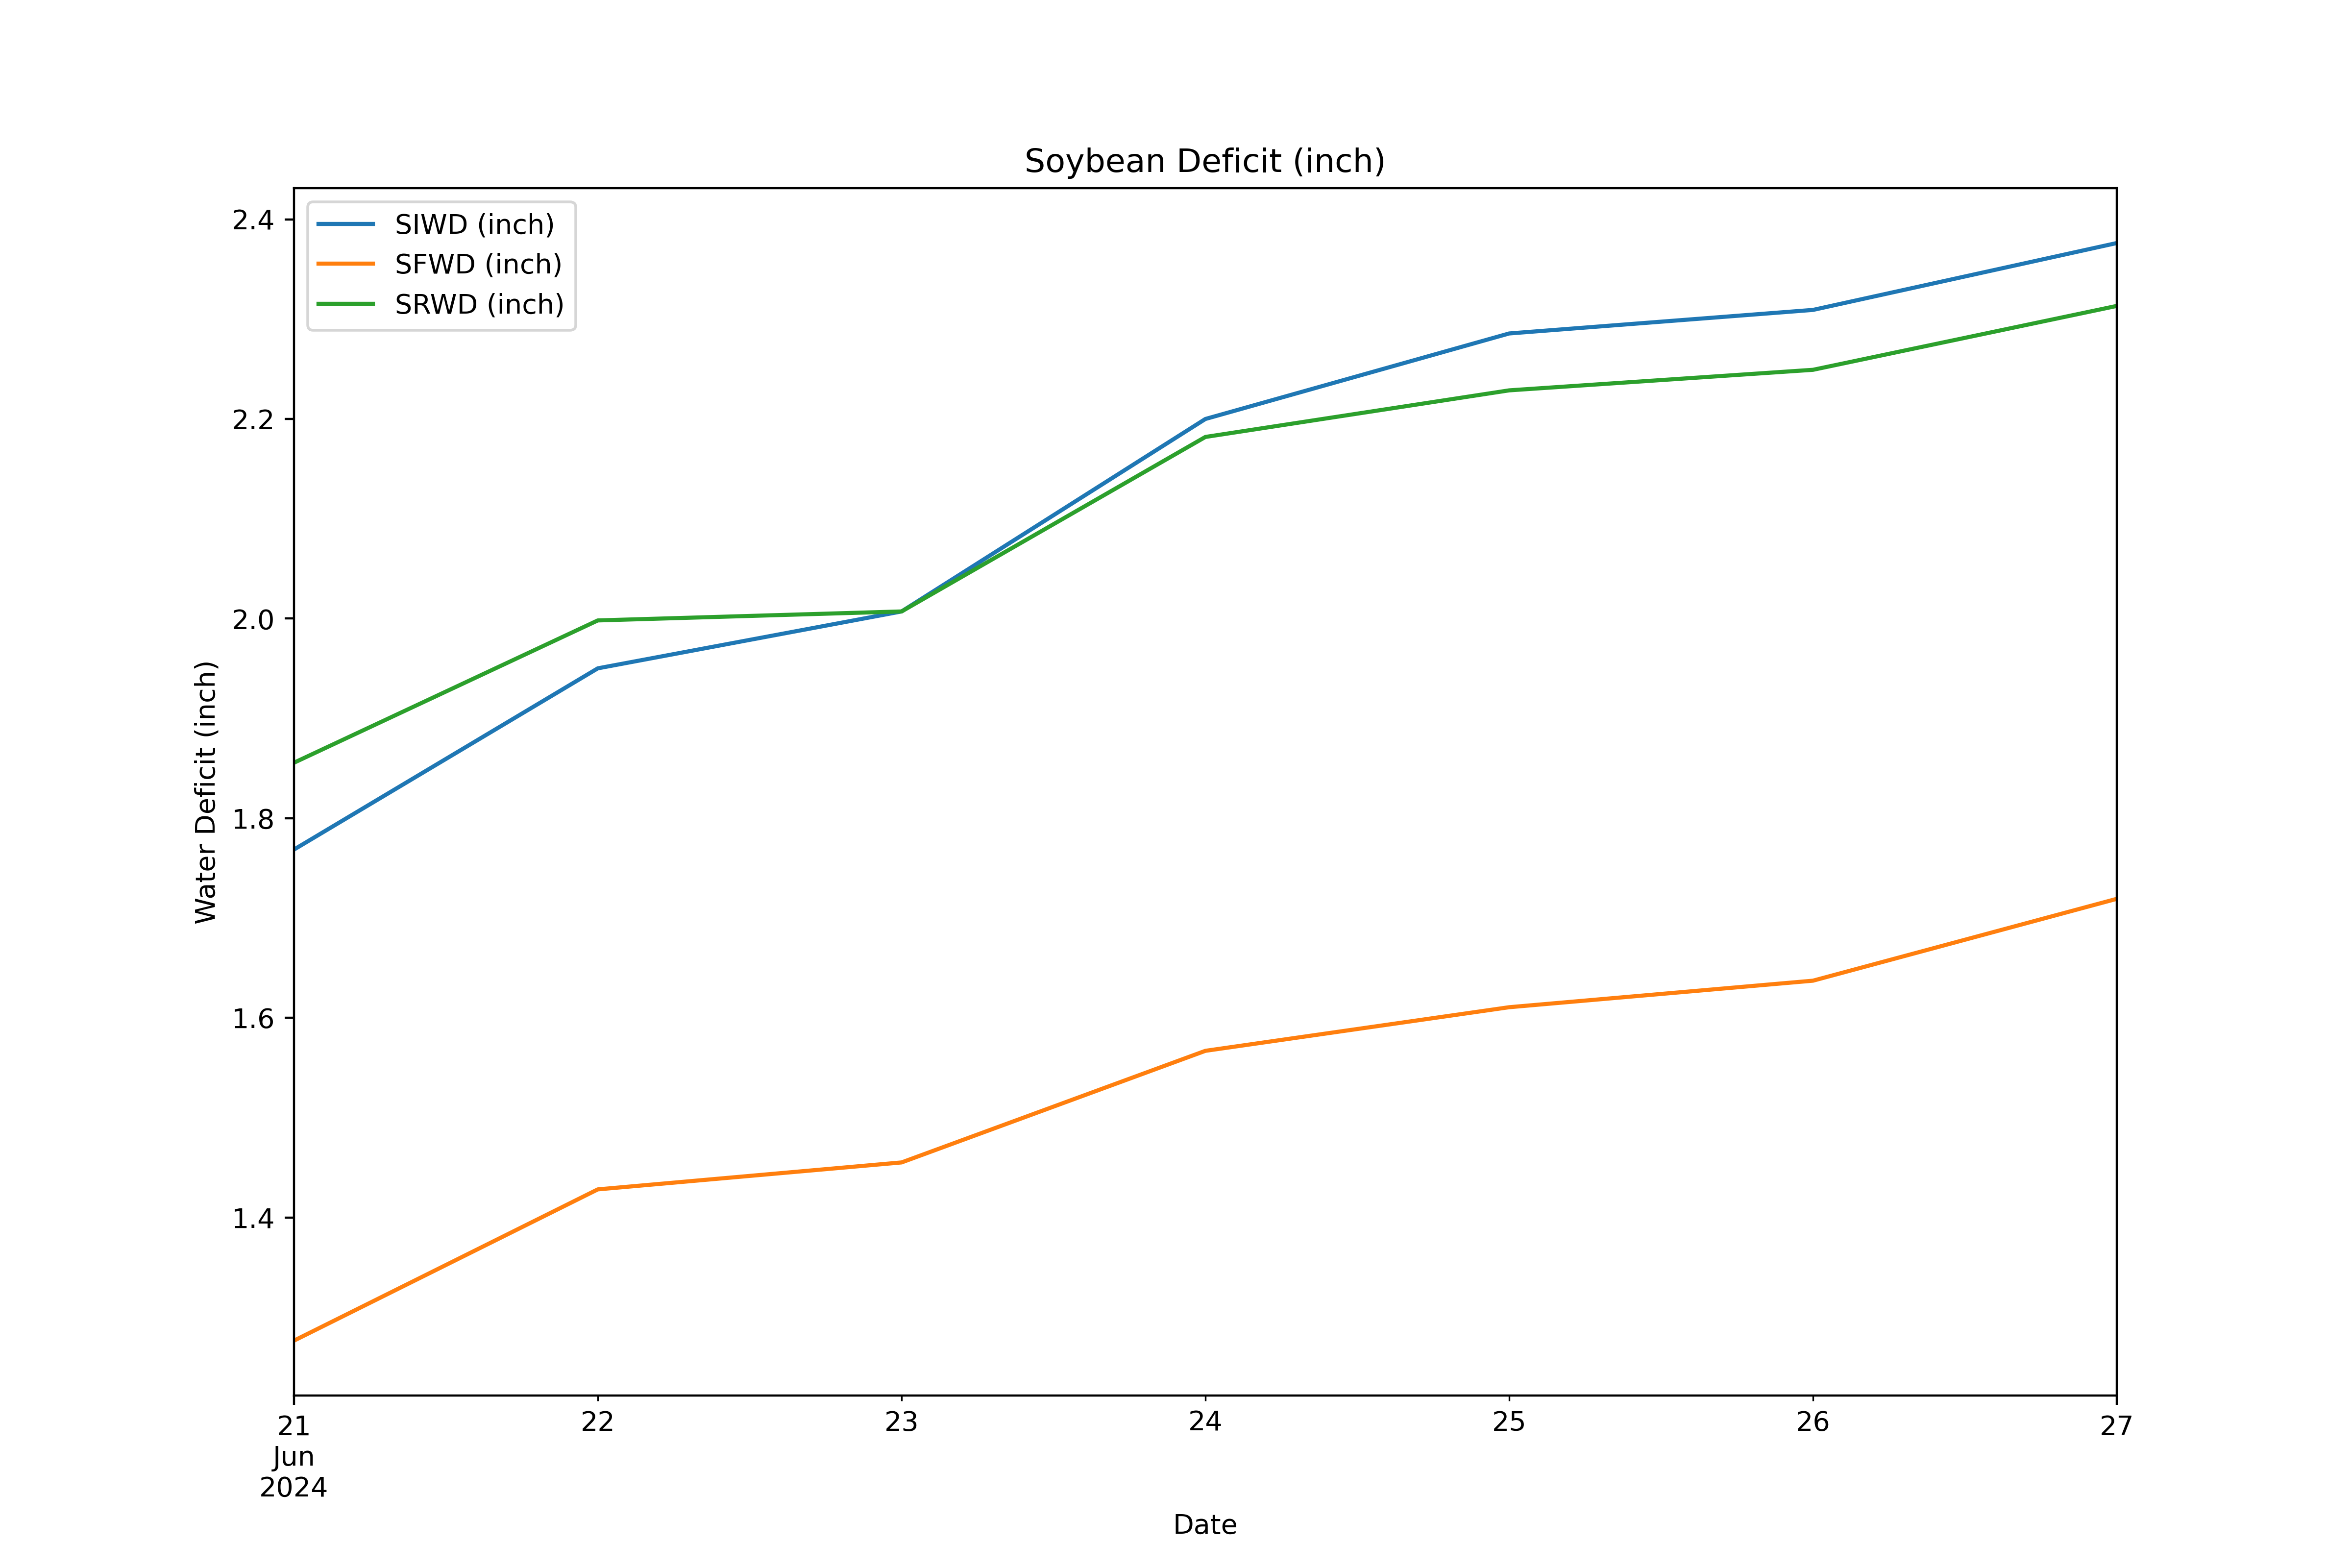 Soybean Deficit (inch)
SIWD (inch)
SFWD (inch)
SRWD (inch)
Water Deficit (inch)
2.4
2.2
2.0
1.8
1.6
1.4
21 22 23 24 25 26 27
Jun
2024
Date